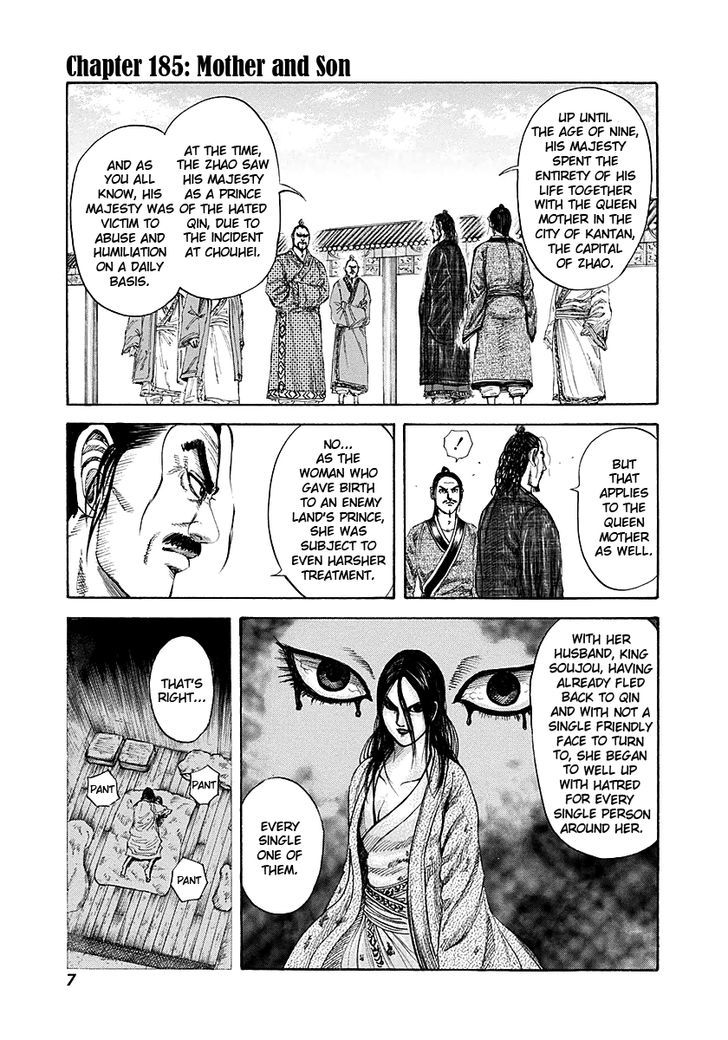 Chapter 185: Mother and Son
UP UNTIL
THE AGE OF NINE,
HIS MAJESTY
SPENT THE
ENTIRETY OF HIS
LIFE TOGETHER
WITH THE QUEEN
MOTHER IN THE
CITY OF KANTAN,
THE CAPITAL
OF ZHAO.
AT THE TIME,
THE ZHAO SAW
HIS MAJESTY
AS A PRINCE
OF THE HATED
QIN, DUE TO
THE INCIDENT
AT CHOUHEI.
AND AS
YOU ALL
KNOW, HIS
MAJESTY WAS
VICTIM TO
ABUSE AND
HUMILIATION
ON A DAILY
BASIS.
BUT
THAT
APPLIES
TO THE
QUEEN
MOTHER
AS WELL.
!
NO...
AS THE
WOMAN WHO
GAVE BIRTH
TO AN ENEMY
LAND'S PRINCE,
SHE WAS
SUBJECT TO
EVEN HARSHER
TREATMENT.
WITH HER
HUSBAND, KING
SOUJOU, HAVING
ALREADY FLED
BACK TO QIN
AND WITH NOT A
SINGLE FRIENDLY
FACE TO TURN
TO, SHE BEGAN
TO WELL UP
WITH HATRED
FOR EVERY
SINGLE PERSON
AROUND HER.
EVERY
SINGLE
ONE OF
THEM.
THAT'S
RIGHT...
PANT
PANT
PANT
7